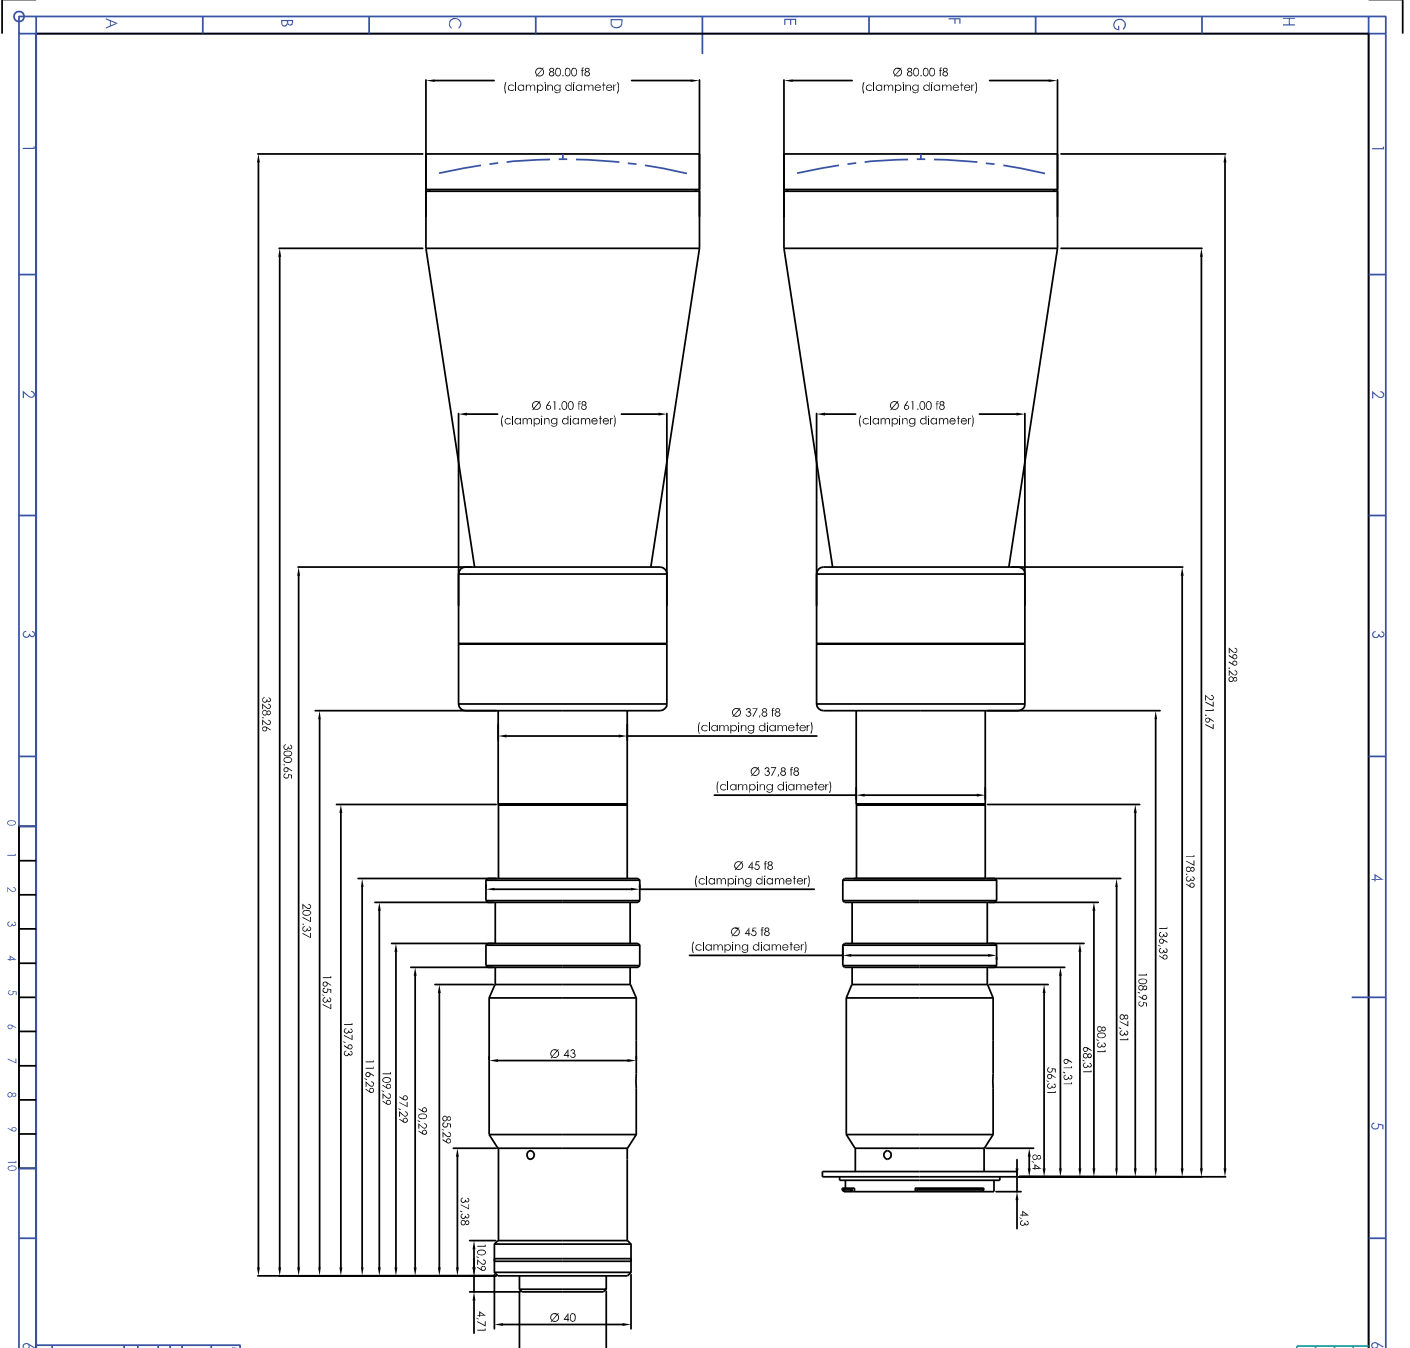 A
B
C
D
E
F
G
H
Ø 80.00 f8
(clamping diameter)
Ø 80.00 f8
(clamping diameter)
1
1
2
2
Ø 61.00 f8
(clamping diameter)
Ø 61.00 f8
(clamping diameter)
3
3
299.28
271.67
328.26
300.65
Ø 37,8 f8
(clamping diameter)
Ø 37,8 f8
(clamping diameter)
Ø 45 f8
(clamping diameter)
Ø 45 f8
(clamping diameter)
4
178.39
136.39
108,95
87,31
80,31
68,31
61,31
56,31
207.37
165.37
137,93
116,29
109,29
97,29
90,29
85,29
0
1
2
3
4
5
6
7
8
9
10
Ø 43
5
8,4
4,3
37,38
10,29
4,71
Ø 40
6